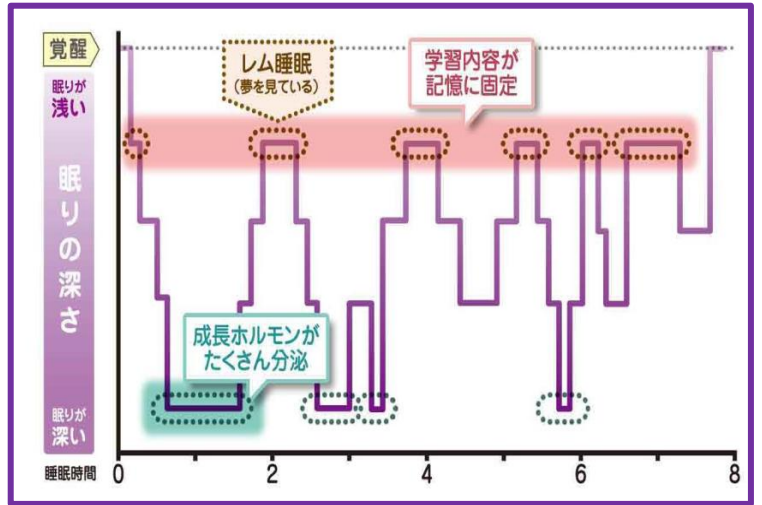 覚醒
眠りが
浅い
眠りの深さ
眠りが
深い
レム睡眠
(夢を見ている)
学習内容が
記憶に固定
成長ホルモンが
たくさん分泌
睡眠時間
0 2 4 6 8